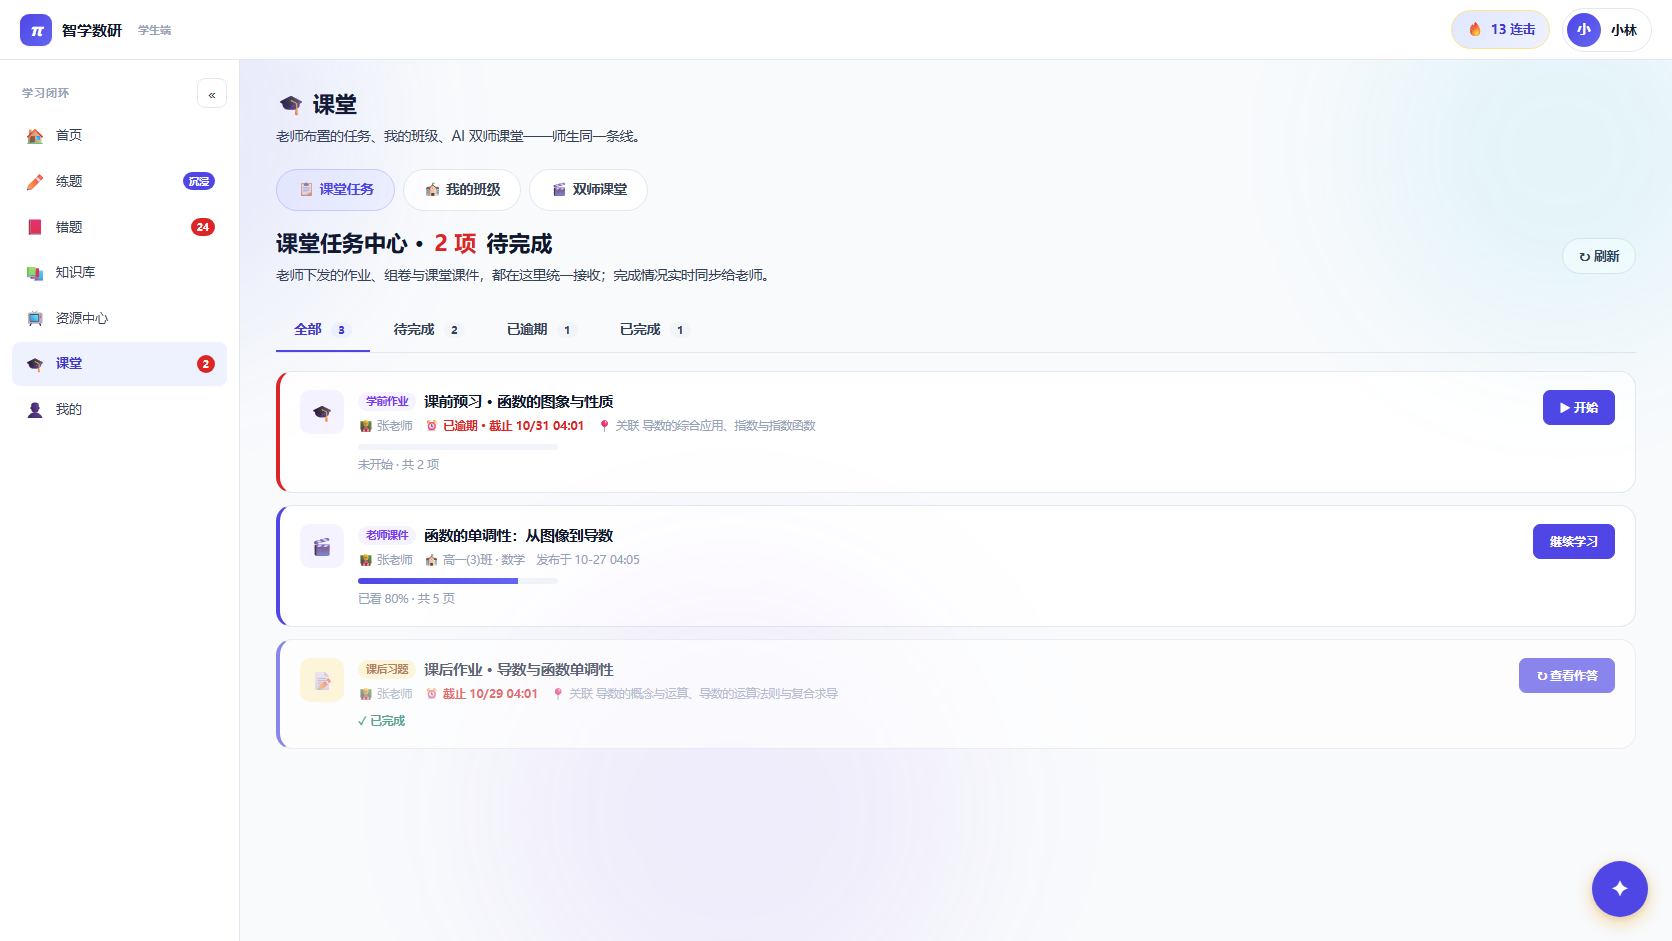 π 智学数研 学生端
13 连击
小 小林
学习闭环
«
首页
练题 沉浸
错题 24
知识库
资源中心
课堂 2
我的
课堂
老师布置的任务、我的班级、AI 双师课堂——师生同一条线。
课堂任务 我的班级 双师课堂
课堂任务中心 • 2 项 待完成
老师下发的作业、组卷与课堂课件，都在这里统一接收；完成情况实时同步给老师。
↻ 刷新
全部 3 待完成 2 已逾期 1 已完成 1
学前作业 课前预习 • 函数的图象与性质
张老师 已逾期 • 截止 10/31 04:01 关联 导数的综合应用、指数与指数函数
未开始 · 共 2 项
▶ 开始
老师课件 函数的单调性：从图像到导数
张老师 高一(3)班 · 数学 发布于 10-27 04:05
已看 80% · 共 5 页
继续学习
课后习题 课后作业 • 导数与函数单调性
张老师 截止 10/29 04:01 关联 导数的概念与运算、导数的运算法则与复合求导
✓ 已完成
↻ 查看作答